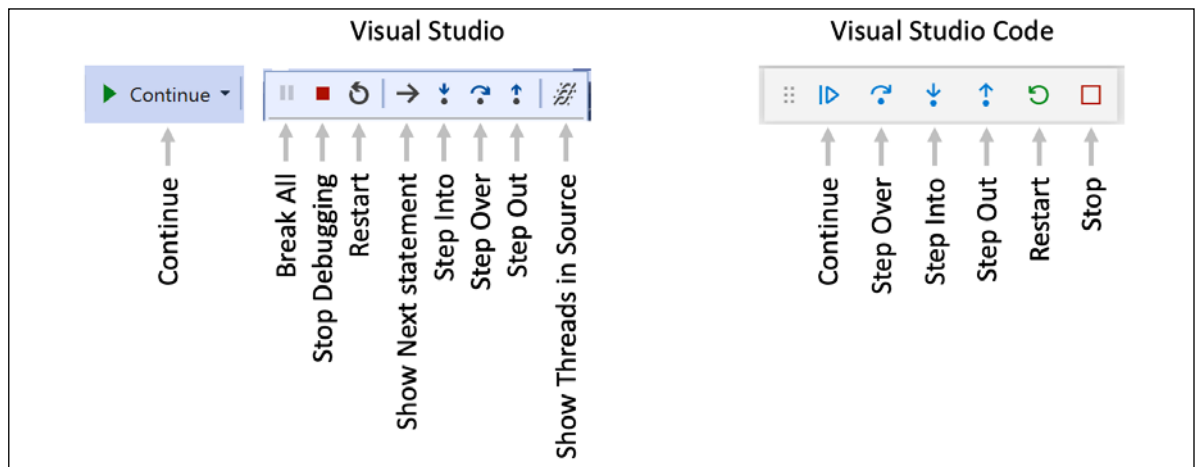 Visual Studio
Visual Studio Code
Continue
Continue
Break All
Stop Debugging
Restart
Show Next statement
Step Into
Step Over
Step Out
Show Threads in Source
Continue
Step Over
Step Into
Step Out
Restart
Stop